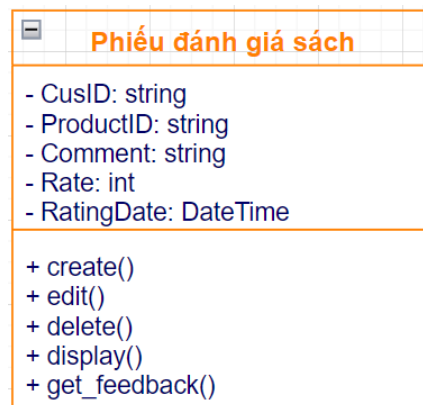 Phiếu đánh giá sách
- CusID: string
- ProductID: string
- Comment: string
- Rate: int
- RatingDate: DateTime
+ create()
+ edit()
+ delete()
+ display()
+ get_feedback()